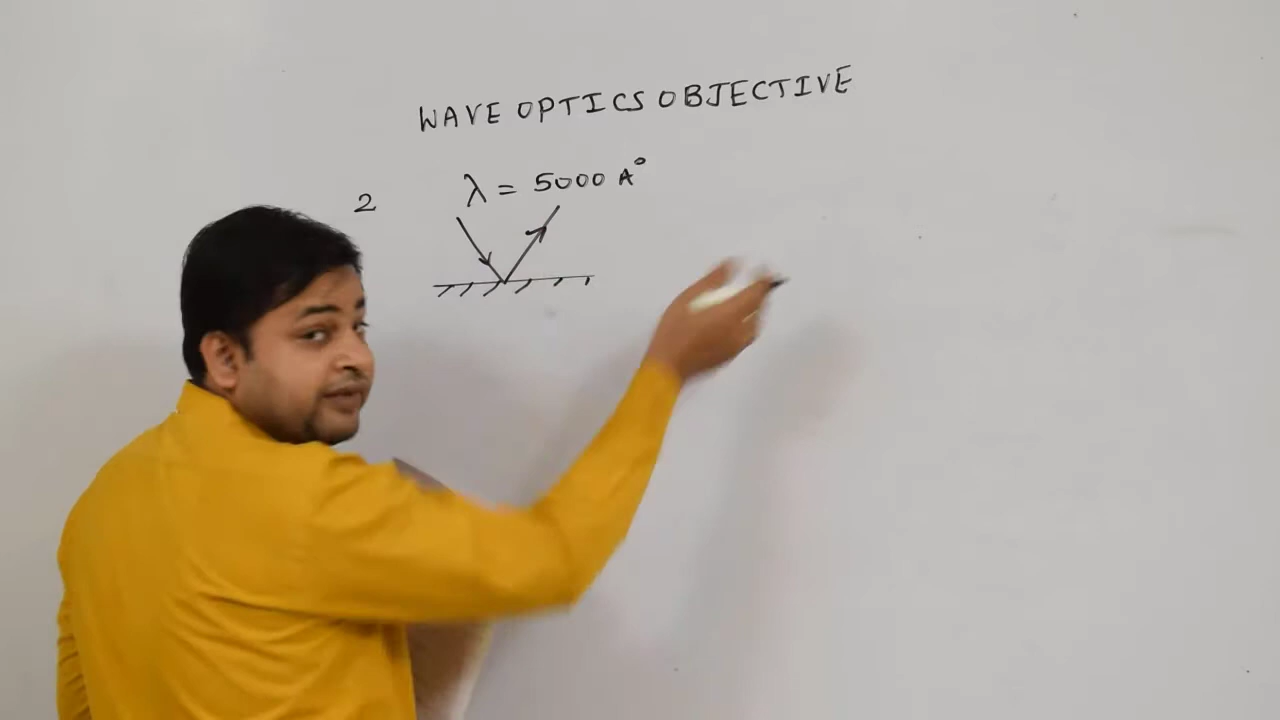 WAVE OPTICS OBJECTIVE
2 λ = 5000 A°